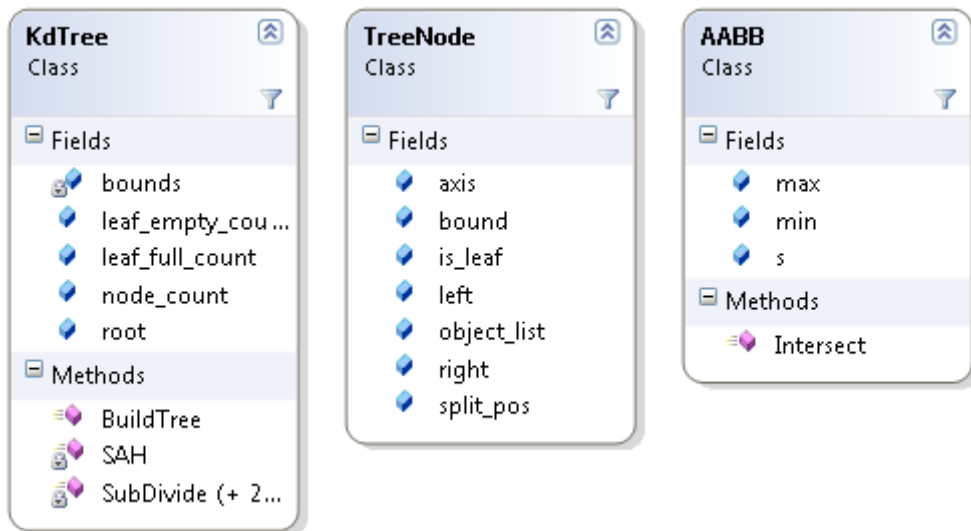 KdTree
Class
Fields
bounds
leaf_empty_cou...
leaf_full_count
node_count
root
Methods
BuildTree
SAH
SubDivide (+ 2...
TreeNode
Class
Fields
axis
bound
is_leaf
left
object_list
right
split_pos
AABB
Class
Fields
max
min
s
Methods
Intersect